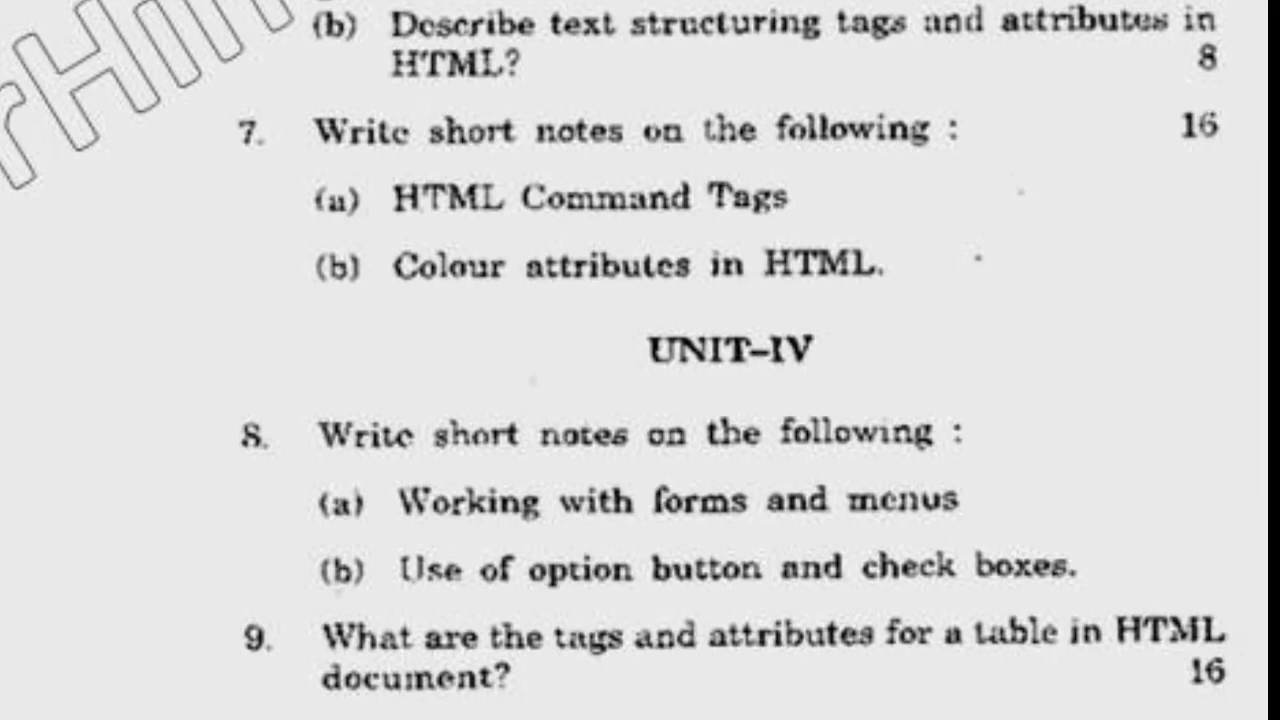 (b) Describe text structuring tags and attributes in
HTML? 8
7. Write short notes on the following : 16
(a) HTML Command Tags
(b) Colour attributes in HTML.
UNIT–IV
8. Write short notes on the following :
(a) Working with forms and menus
(b) Use of option button and check boxes.
9. What are the tags and attributes for a table in HTML
document? 16